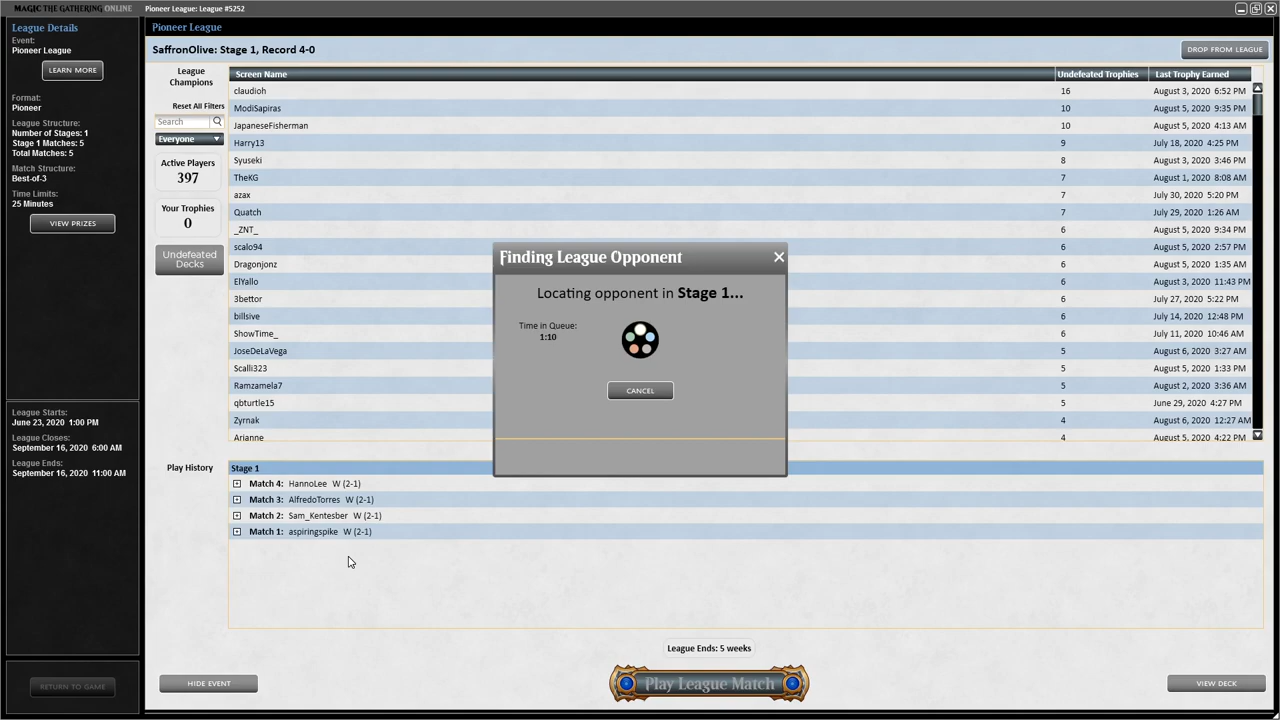 MAGIC THE GATHERING ONLINE
Pioneer League: League #5252
League Details
Event:
Pioneer League
LEARN MORE
Format:
Pioneer
League Structure:
Number of Stages: 1
Stage 1 Matches: 5
Total Matches: 5
Match Structure:
Best-of-3
Time Limits:
25 Minutes
VIEW PRIZES
League Starts:
June 23, 2020 1:00 PM
League Closes:
September 16, 2020 6:00 AM
League Ends:
September 16, 2020 11:00 AM
RETURN TO GAME
Pioneer League
SaffronOlive: Stage 1, Record 4-0
DROP FROM LEAGUE
League
Champions
Reset All Filters
Search
Everyone
Active Players
397
Your Trophies
0
Undefeated
Decks
Screen Name Undefeated Trophies Last Trophy Earned
claudioh 16 August 3, 2020 6:52 PM
ModiSapiras 10 August 5, 2020 9:35 PM
JapaneseFisherman 10 August 5, 2020 4:13 AM
Harry13 9 July 18, 2020 4:25 PM
Syuseki 8 August 3, 2020 3:46 PM
TheKG 7 August 1, 2020 8:08 AM
azax 7 July 30, 2020 5:20 PM
Quatch 7 July 29, 2020 1:26 AM
_ZNT_ 6 August 5, 2020 9:34 PM
scalo94 6 August 5, 2020 2:57 PM
Dragonjonz 6 August 5, 2020 1:35 AM
ElYallo 6 August 3, 2020 11:43 PM
3bettor 6 July 27, 2020 5:22 PM
billsive 6 July 14, 2020 12:48 PM
ShowTime_ 6 July 11, 2020 10:46 AM
JoseDeLaVega 5 August 6, 2020 3:27 AM
Scalli323 5 August 5, 2020 1:33 PM
Ramzamela7 5 August 2, 2020 3:36 AM
qbturtle15 5 June 29, 2020 4:27 PM
Zyrnak 4 August 6, 2020 12:27 AM
Arianne 4 August 5, 2020 4:22 PM
Finding League Opponent
Locating opponent in Stage 1...
Time in Queue:
1:10
CANCEL
Play History
Stage 1
Match 4: HannoLee W (2-1)
Match 3: AlfredoTorres W (2-1)
Match 2: Sam_Kentesber W (2-1)
Match 1: aspiringspike W (2-1)
League Ends: 5 weeks
HIDE EVENT
Play League Match
VIEW DECK